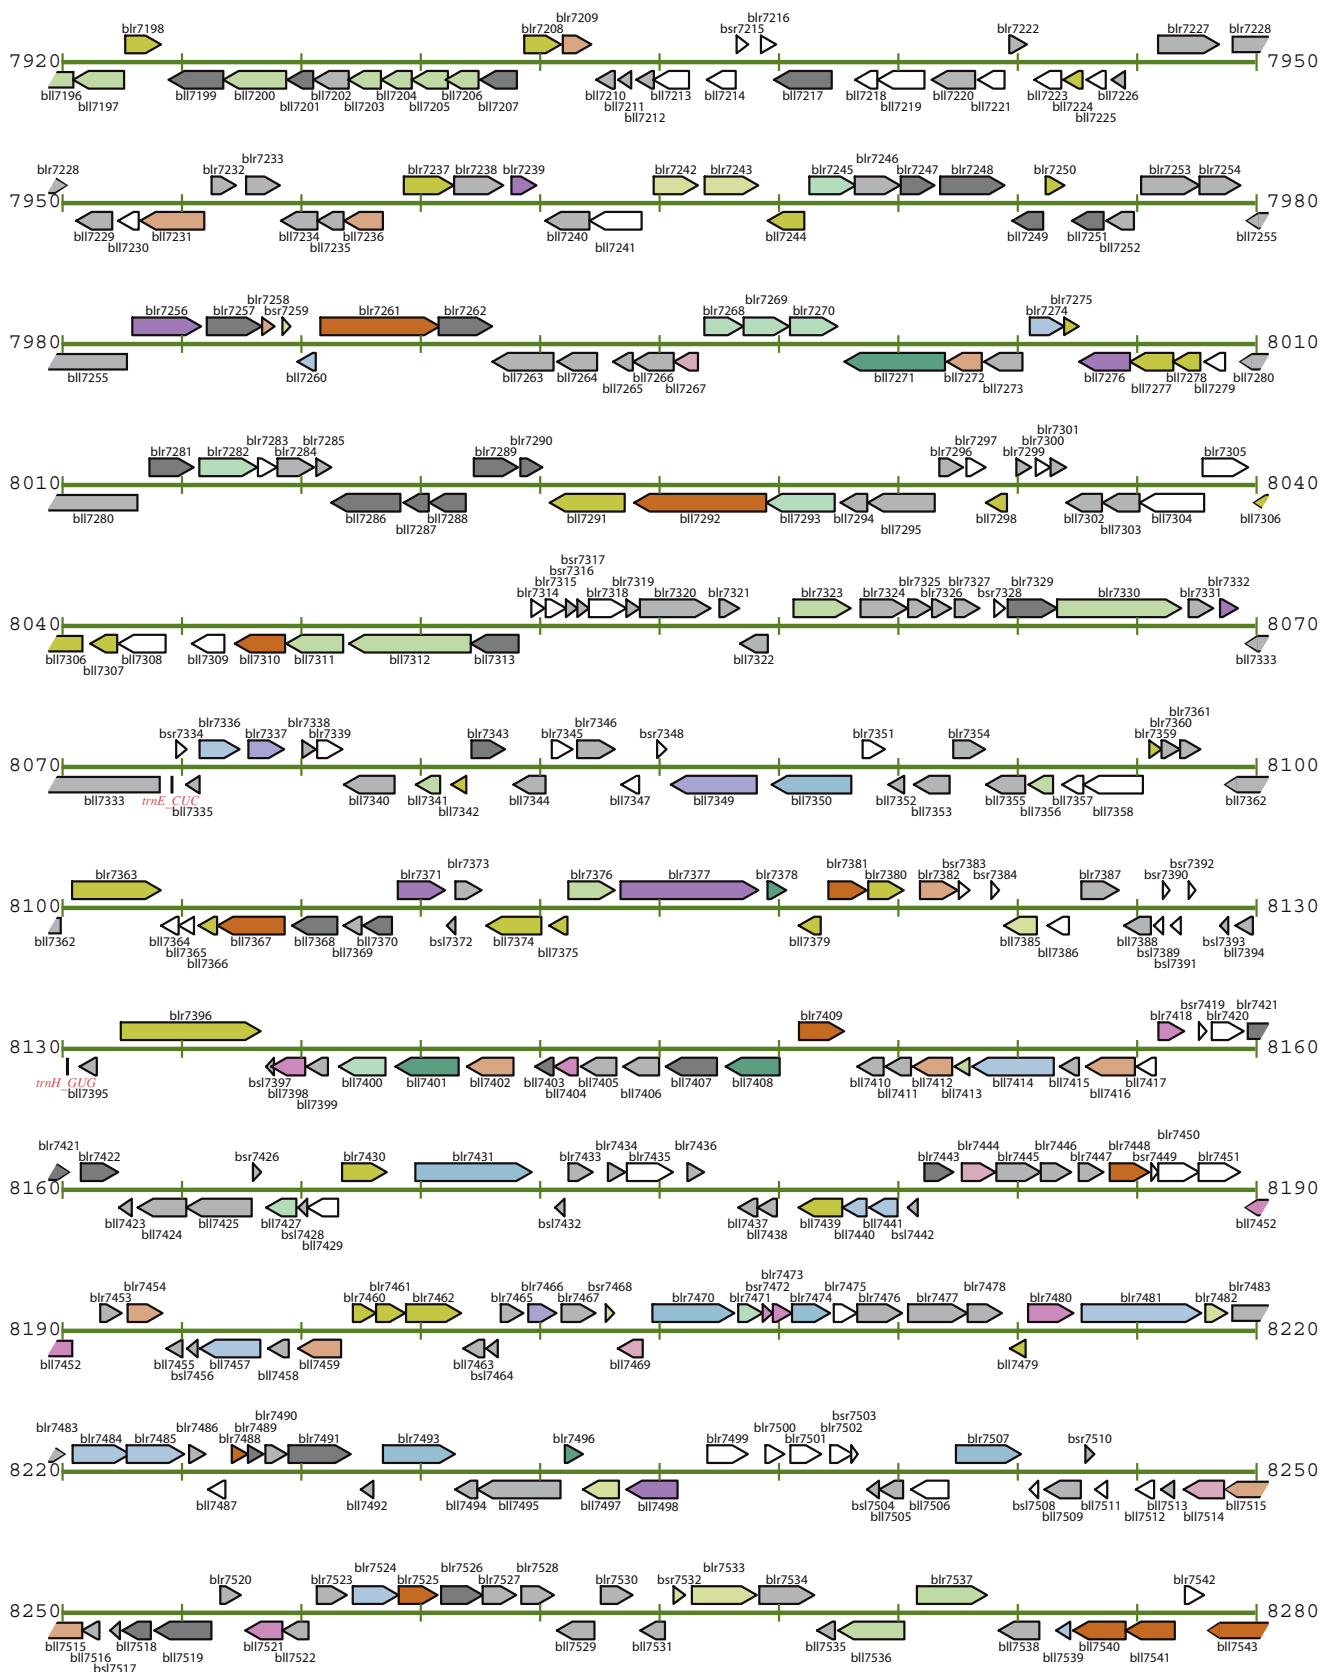 blr7216
blr7209
blr7198 blr7208 bsr7215 blr7222 blr7227 blr7228
7920 7950
bll7196 bll7199 bll7200 bll7202 bll7204 bll7206 bll7210 bll7213 bll7214 bll7217 bll7218 bll7220 bll7223 bll7226
bll7197 bll7201 bll7203 bll7205 bll7207 bll7211 bll7219 bll7221 bll7224
bll7212 bll7225
blr7233 blr7246
blr7228 blr7232 blr7237 blr7238 blr7239 blr7242 blr7243 blr7245 blr7247 blr7248 blr7250 blr7253 blr7254
7950 7980
bll7229 bll7231 bll7234 bll7236 bll7240 bll7244 bll7249 bll7251 bll7255
bll7230 bll7235 bll7241 bll7252
blr7258 blr7269 blr7275
blr7256 blr7257 bsr7259 blr7261 blr7262 blr7268 blr7270 blr7274
7980 8010
bll7255 bll7260 bll7263 bll7264 bll7266 bll7271 bll7272 bll7276 bll7278 bll7280
bll7265 bll7267 bll7273 bll7277 bll7279
blr7301
blr7283 blr7285 blr7290 blr7297 blr7300
blr7281 blr7282 blr7284 blr7289 blr7296 blr7299 blr7305
8010 8040
bll7280 bll7286 bll7288 bll7291 bll7292 bll7293 bll7294 bll7298 bll7302 bll7304 bll7306
bll7287 bll7295 bll7303
bsr7317
bsr7316
blr7315 blr7319 blr7325 blr7327 blr7329 blr7332
blr7314 blr7318 blr7320 blr7321 blr7323 blr7324 blr7326 bsr7328 blr7330 blr7331
8040 8070
bll7306 bll7308 bll7309 bll7310 bll7311 bll7312 bll7313 bll7322 bll7333
bll7307
blr7361
blr7338 blr7346 blr7360
bsr7334 blr7336 blr7337 blr7339 blr7343 blr7345 bsr7348 blr7351 blr7354 blr7359
8070 8100
bll7333 trnE_CUC bll7340 bll7341 bll7344 bll7347 bll7349 bll7350 bll7352 bll7355 bll7357 bll7362
bll7335 bll7342 bll7353 bll7356 bll7358
blr7373 blr7381 bsr7383 bsr7392
blr7363 blr7371 blr7376 blr7377 blr7378 blr7380 blr7382 bsr7384 blr7387 bsr7390
8100 8130
bll7362 bll7364 bll7367 bll7368 bll7370 bsl7372 bll7374 bll7379 bll7385 bll7388 bsl7393
bll7365 bll7369 bll7375 bll7386 bsl7389 bll7394
bll7366 bsl7391
bsr7419
blr7396 blr7409 blr7418 blr7420 blr7421
8130 8160
trnH_GUG bsl7397 bll7400 bll7401 bll7402 bll7403 bll7405 bll7407 bll7408 bll7410 bll7412 bll7414 bll7415 bll7417
bll7395 bll7398 bll7404 bll7406 bll7411 bll7413 bll7416
bll7399
blr7450
blr7434 blr7436 blr7444 blr7446 blr7448
blr7421 blr7422 bsr7426 blr7430 blr7431 blr7433 blr7435 blr7443 blr7445 blr7447 bsr7449 blr7451
8160 8190
bll7423 bll7425 bll7427 bsl7432 bll7437 bll7439 bll7441 bll7452
bll7424 bsl7428 bll7438 bll7440 bsl7442
bll7429
blr7473
blr7454 blr7461 blr7466 bsr7468 bsr7472 blr7475 blr7478 blr7483
blr7453 blr7460 blr7462 blr7465 blr7467 blr7470 blr7471 blr7474 blr7476 blr7477 blr7480 blr7481 blr7482
8190 8220
bll7452 bll7455 bll7457 bll7459 bll7463 bll7469 bll7479
bsl7456 bll7458 bsl7464
blr7490 bsr7503
blr7483 blr7486 blr7489 blr7500 blr7502
blr7484 blr7485 blr7488 blr7491 blr7493 blr7496 blr7499 blr7501 blr7507 bsr7510
8220 8250
bll7487 bll7492 bll7494 bll7495 bll7497 bll7498 bsl7504 bll7506 bsl7508 bll7511 bll7513 bll7515
bll7505 bll7509 bll7512 bll7514
blr7524 blr7526 blr7528 blr7533
blr7520 blr7523 blr7525 blr7527 blr7530 bsr7532 blr7534 blr7537 blr7542
8250 8280
bll7515 bll7518 bll7521 bll7529 bll7531 bll7535 bll7538 bll7540 bll7543
bll7516 bll7519 bll7522 bll7536 bll7539 bll7541
bsl7517